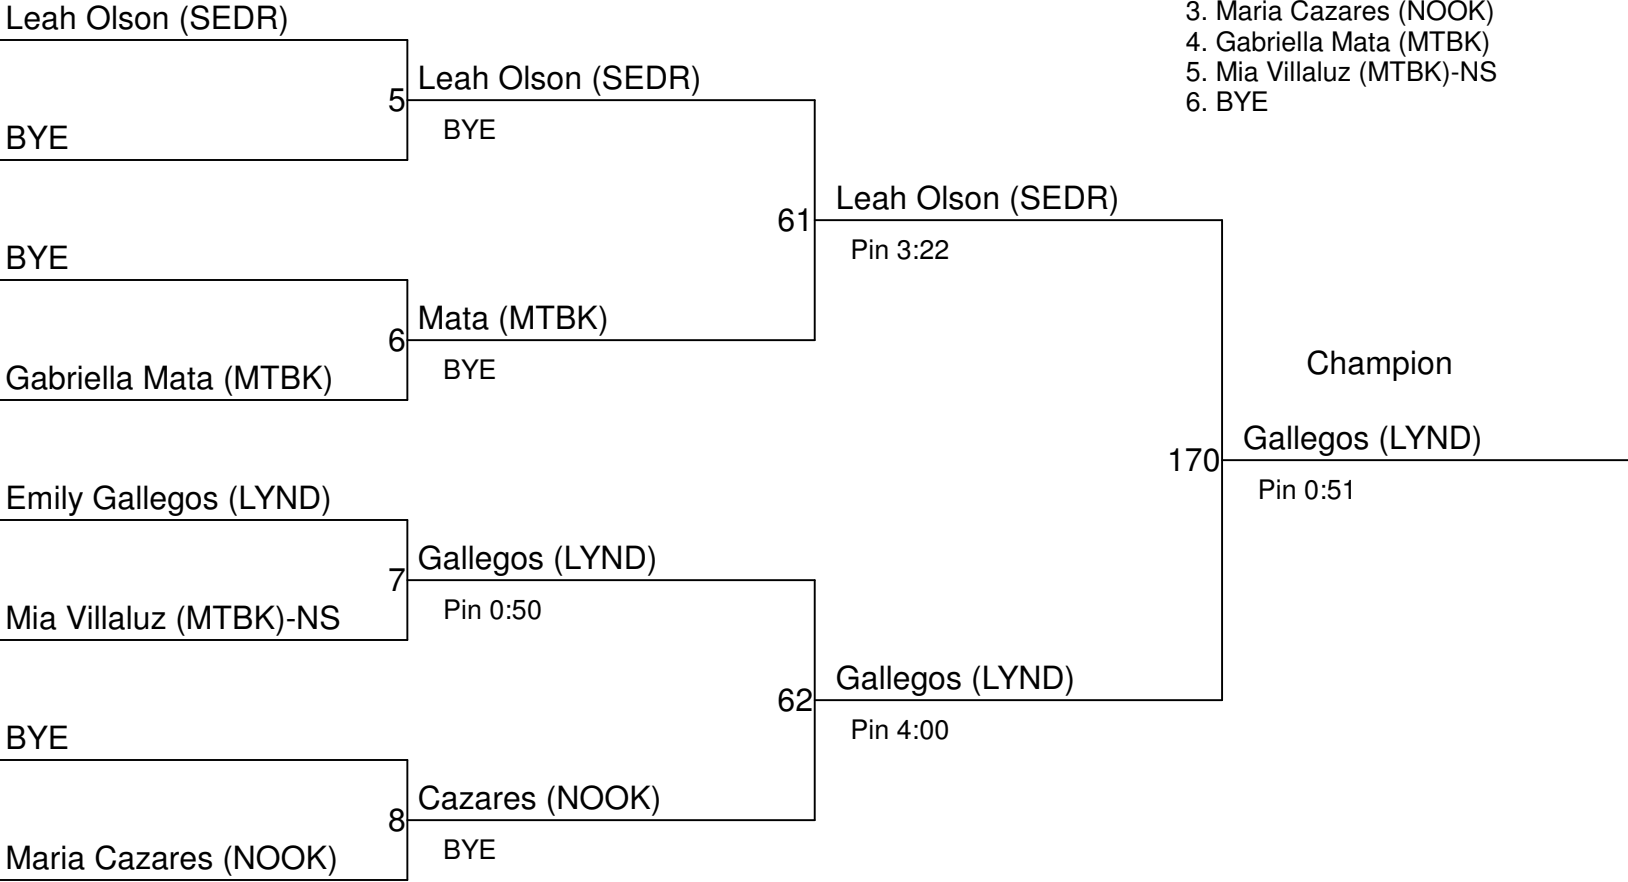 Leah Olson (SEDR)
BYE
BYE
Gabriella Mata (MTBK)
Emily Gallegos (LYND)
Mia Villaluz (MTBK)-NS
BYE
Maria Cazares (NOOK)
5
Leah Olson (SEDR)
BYE
6
Mata (MTBK)
BYE
7
Gallegos (LYND)
Pin 0:50
8
Cazares (NOOK)
BYE
61
Leah Olson (SEDR)
Pin 3:22
62
Gallegos (LYND)
Pin 4:00
170
Champion
Gallegos (LYND)
Pin 0:51
3. Maria Cazares (NOOK)
4. Gabriella Mata (MTBK)
5. Mia Villaluz (MTBK)-NS
6. BYE